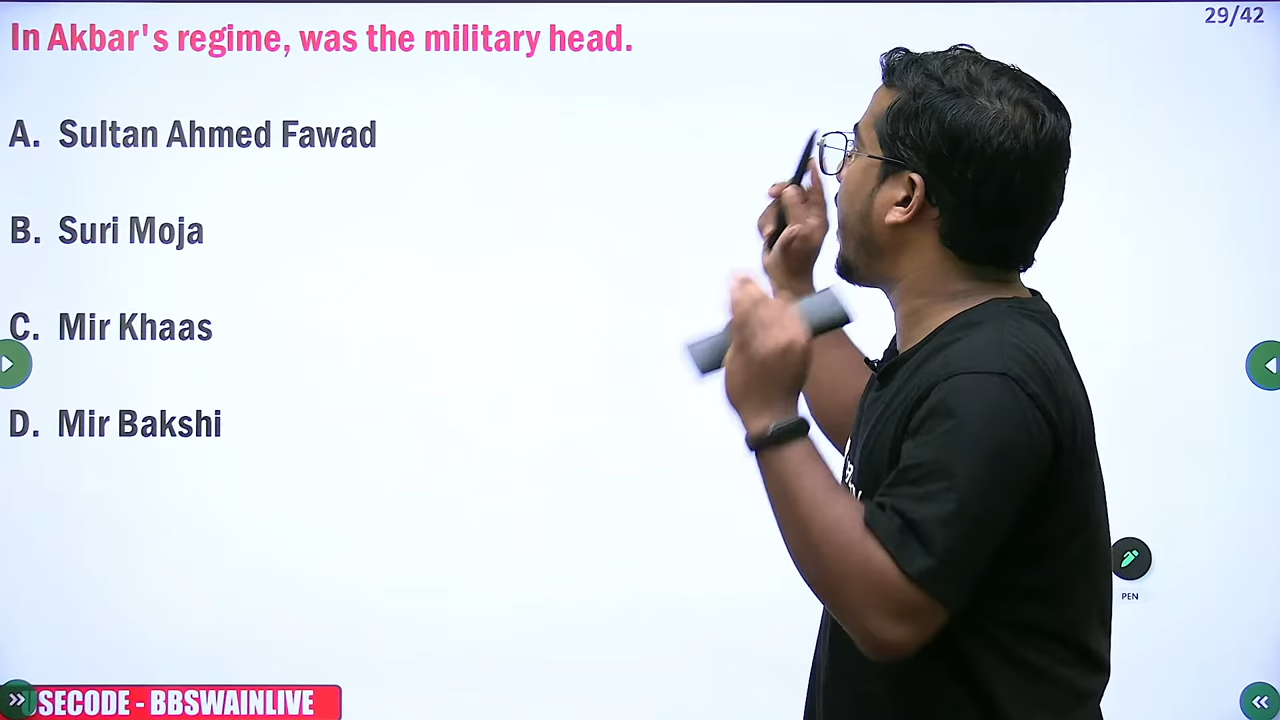 29/42
In Akbar's regime, was the military head.
A. Sultan Ahmed Fawad
B. Suri Moja
C. Mir Khaas
D. Mir Bakshi
PEN
SECODE - BBSWAINLIVE